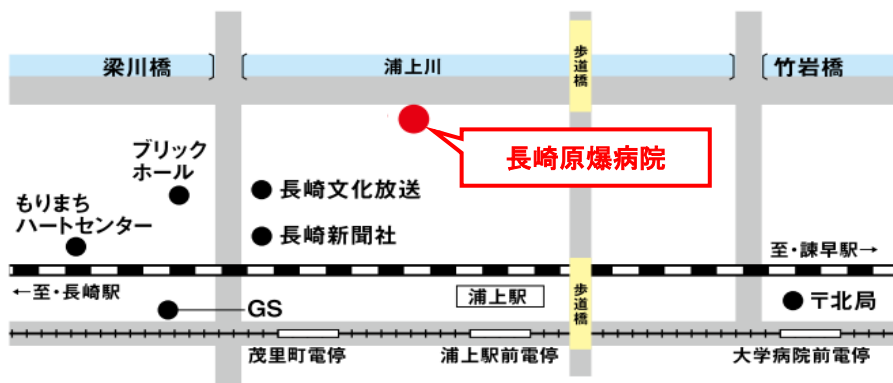 梁川橋
浦上川
歩道橋
竹岩橋
長崎原爆病院
ブリック
ホール
長崎文化放送
もりまち
ハートセンター
長崎新聞社
至・諫早駅→
←至・長崎駅
GS
浦上駅
歩道橋
〒北局
茂里町電停
浦上駅前電停
大学病院前電停